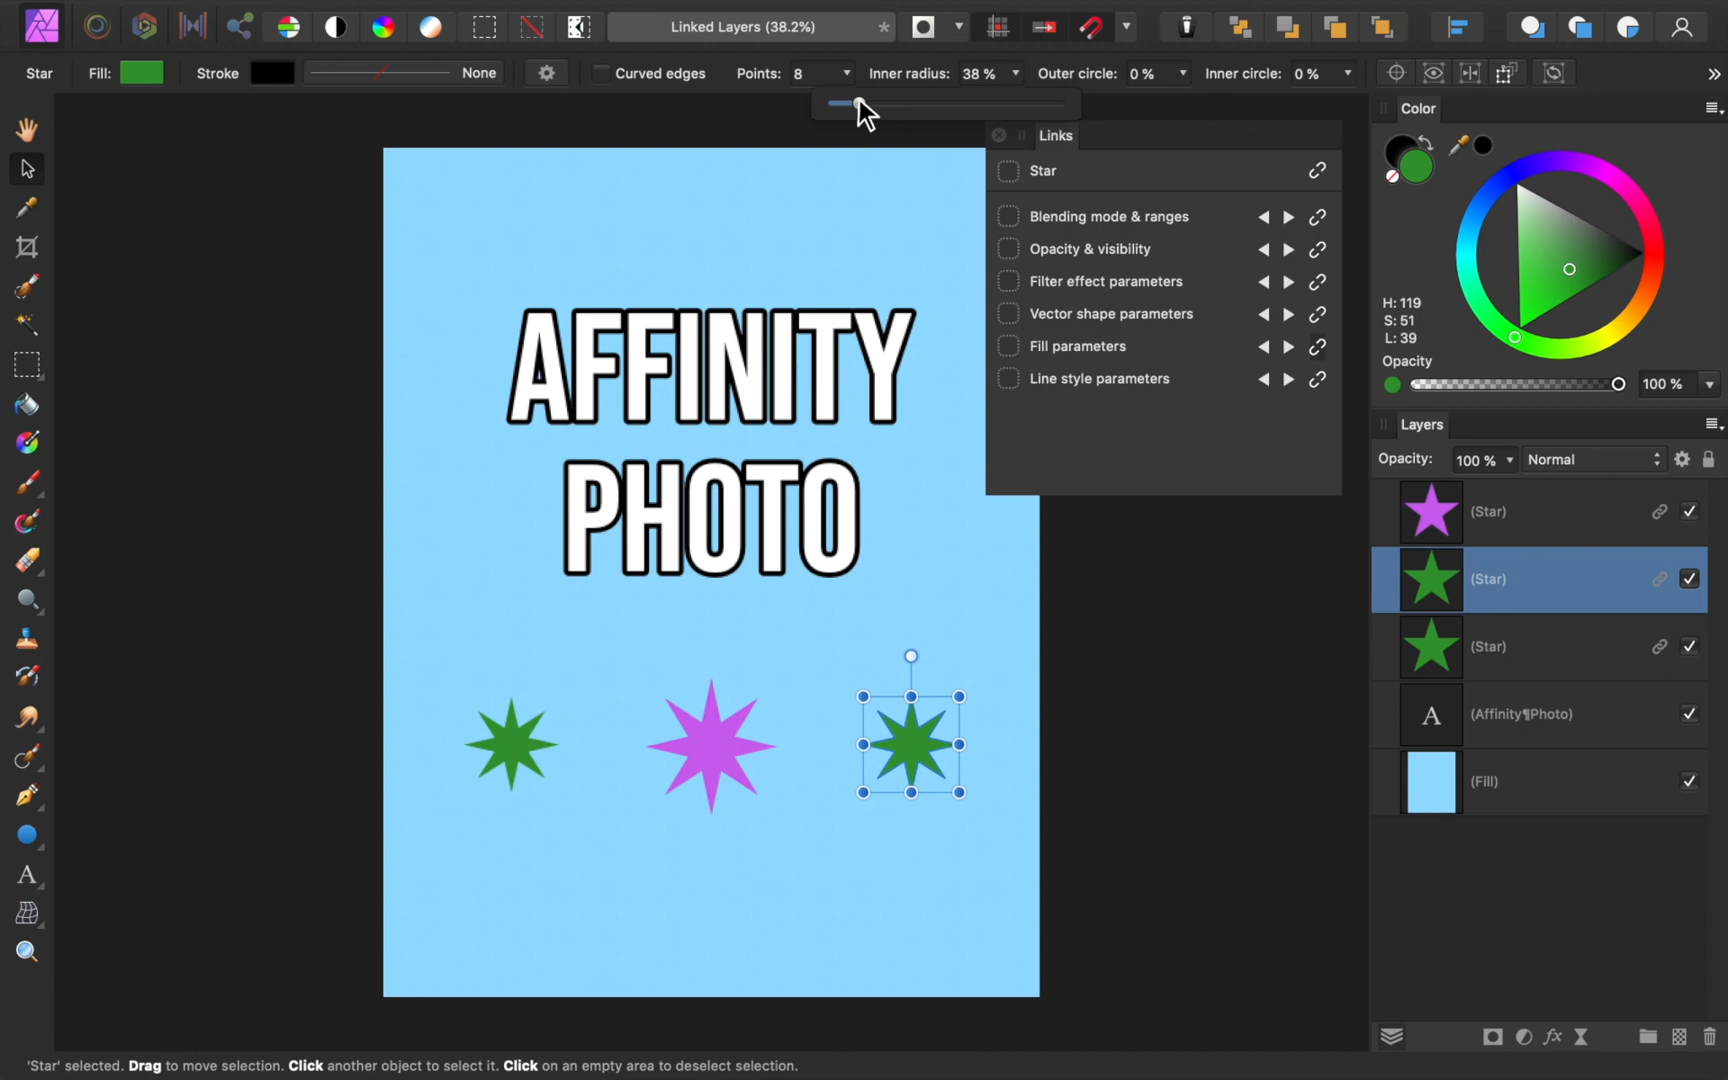 Linked Layers (38.2%) *
Star Fill: Stroke None Curved edges Points: 8 Inner radius: 38 % Outer circle: 0 % Inner circle: 0 %
Links
Star
Blending mode & ranges
Opacity & visibility
Filter effect parameters
Vector shape parameters
Fill parameters
Line style parameters
AFFINITY
PHOTO
Color
H: 119
S: 51
L: 39
Opacity
100 %
Layers
Opacity: 100 % Normal
(Star)
(Star)
(Star)
A (Affinity¶Photo)
(Fill)
A
'Star' selected. Drag to move selection. Click another object to select it. Click on an empty area to deselect selection.